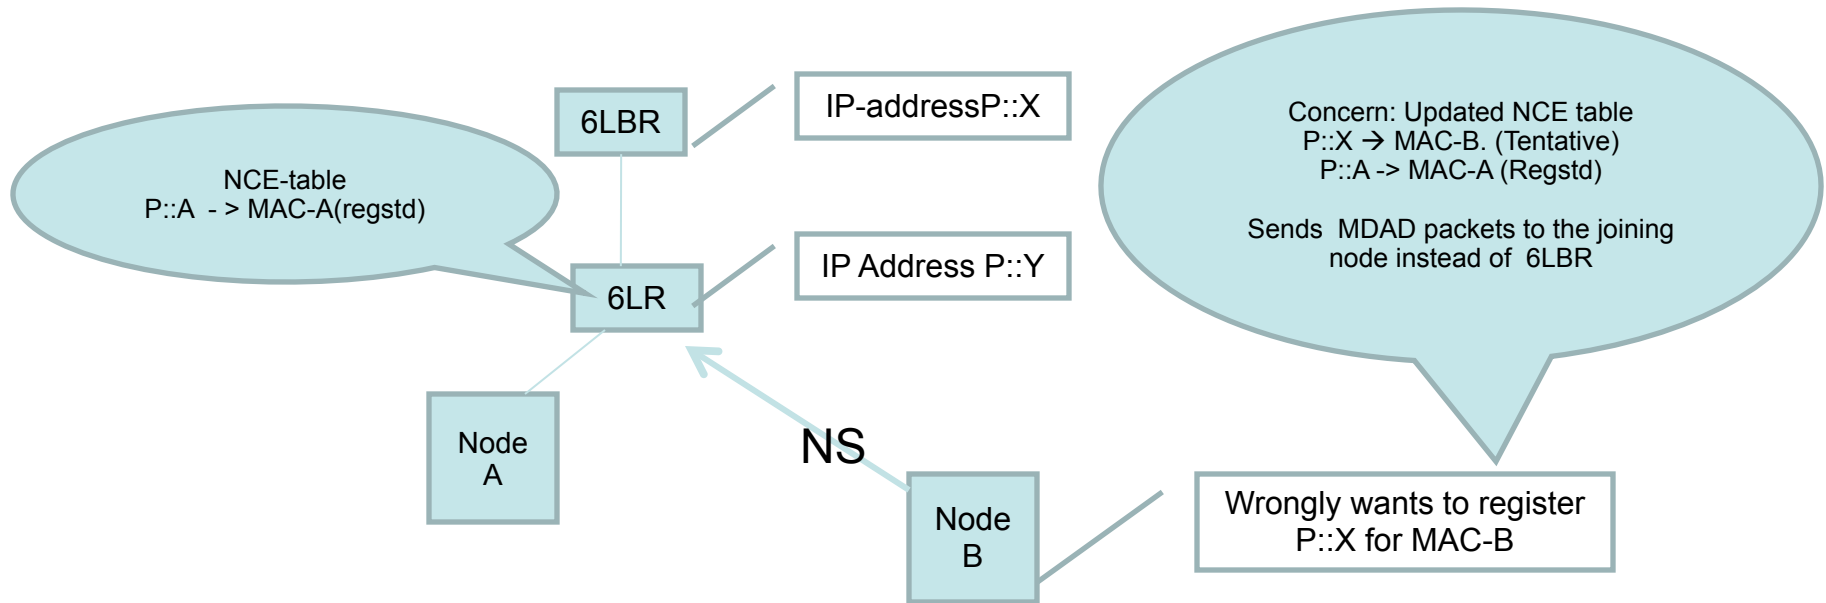 6LBR
IP-addressP::X
NCE-table
P::A  - > MAC-A(regstd)
Concern: Updated NCE table
P::X → MAC-B. (Tentative)
P::A -> MAC-A (Regstd)
Sends  MDAD packets to the joining
node instead of  6LBR
6LR
IP Address P::Y
Node
A
NS
Node
B
Wrongly wants to register
P::X for MAC-B